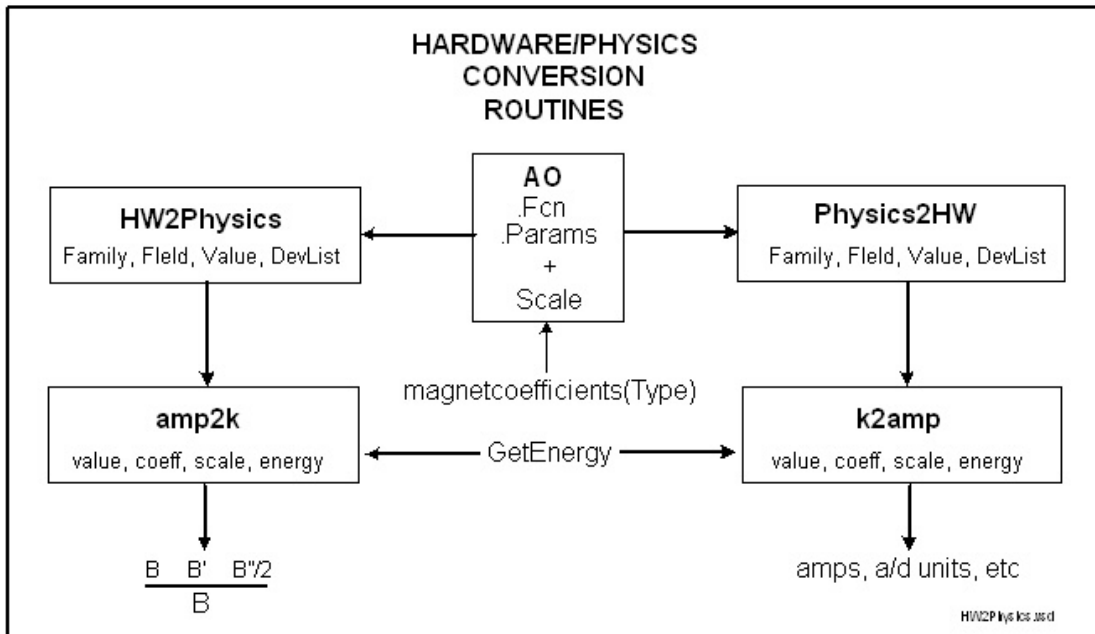 HARDWARE/PHYSICS
CONVERSION
ROUTINES
AO
.Fcn
.Params
+
Scale
HW2Physics
Family, FIeld, Value, DevList
Physics2HW
Family, FIeld, Value, DevList
magnetcoefficients(Type)
amp2k
value, coeff, scale, energy
GetEnergy
k2amp
value, coeff, scale, energy
B B' B"/2
B
amps, a/d units, etc
HW2Physics.vsd